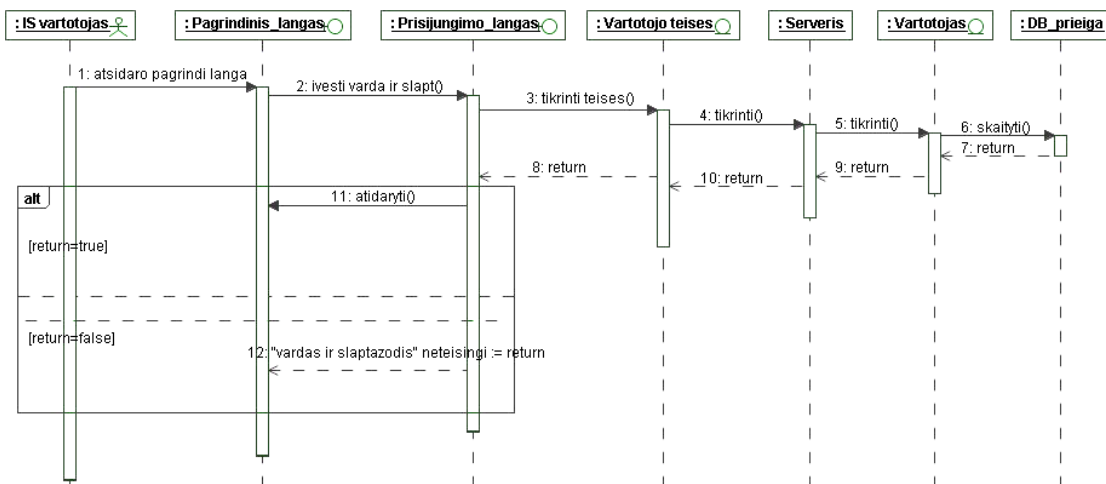 : IS vartotojas
: Pagrindinis_langas
: Prisijungimo_langas
: Vartotojo teises
: Serveris
: Vartotojas
: DB_prieiga
1: atsidaro pagrindi langa
2: ivesti varda ir slapt()
3: tikrinti teises()
4: tikrinti()
5: tikrinti()
6: skaityti()
7: return
8: return
9: return
10: return
alt
11: atidaryti()
[return=true]
[return=false]
12: "vardas ir slaptazodis" neteisingi := return